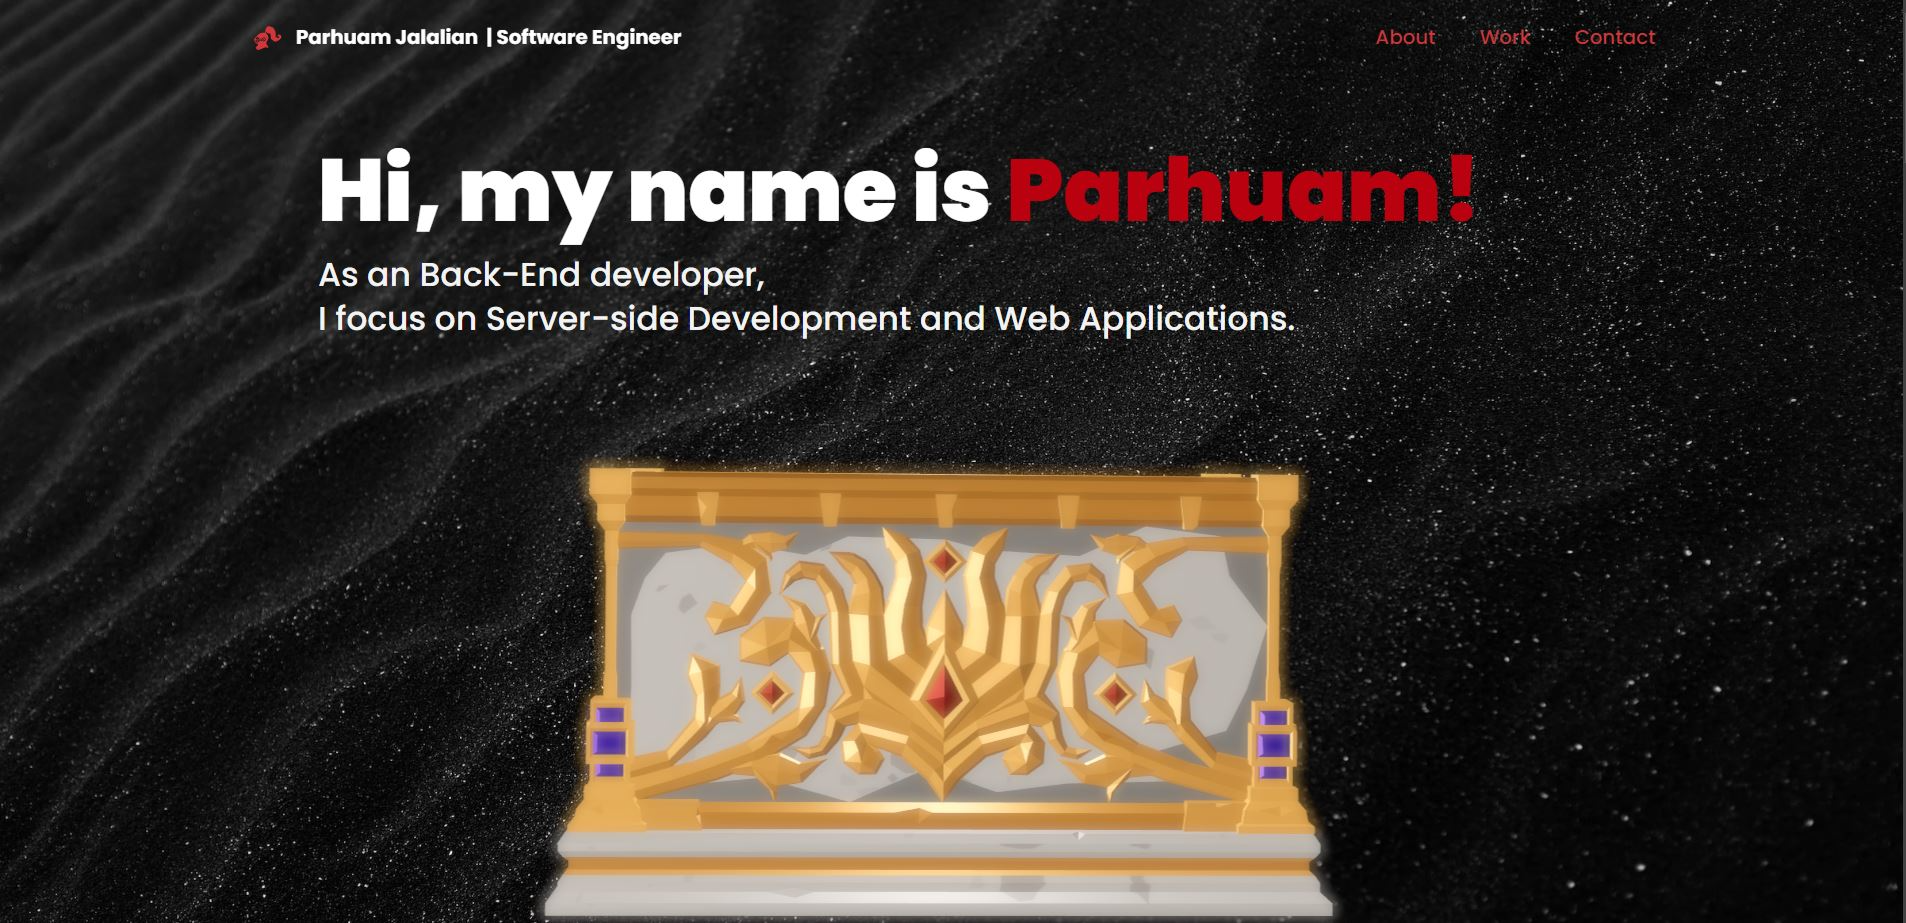 Parhuam Jalalian | Software Engineer
About Work Contact
Hi, my name is Parhuam!
As an Back-End developer,
I focus on Server-side Development and Web Applications.